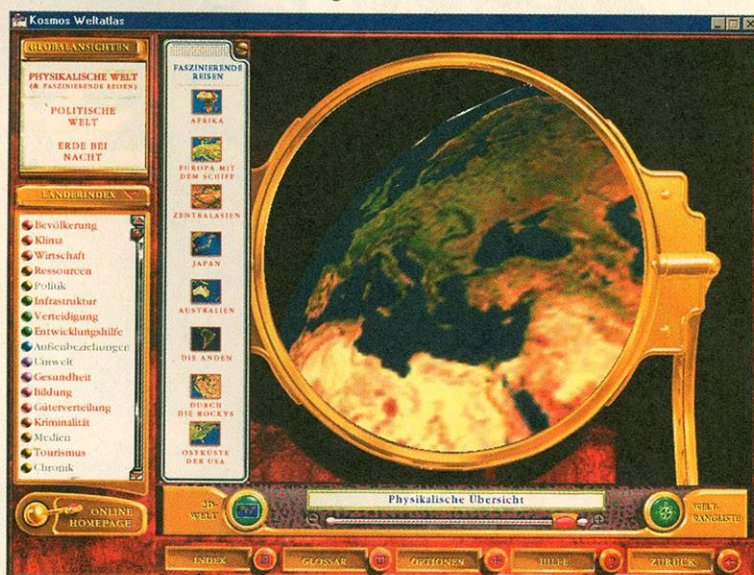 Kosmos Weltatlas
GLOBALANSICHTEN
PHYSIKALISCHE WELT
(& FASZINIERENDE REISEN)
POLITISCHE
WELT
ERDE BEI
NACHT
LÄNDERINDEX
Bevölkerung
Klima
Wirtschaft
Ressourcen
Politik
Infrastruktur
Verteidigung
Entwicklungshilfe
Außenbeziehungen
Umwelt
Gesundheit
Bildung
Güterverteilung
Kriminalität
Medien
Tourismus
Chronik
ONLINE
HOMEPAGE
FASZINIERENDE
REISEN
AFRIKA
EUROPA MIT
DEM SCHIFF
ZENTRALASIEN
JAPAN
AUSTRALIEN
DIE ANDEN
DURCH
DIE ROCKYS
OSTKÜSTE
DER USA
2D-
WELT
Physikalische Übersicht
WELT-
RANGLISTE
INDEX
GLOSSAR
OPTIONEN
HILFE
ZURÜCK